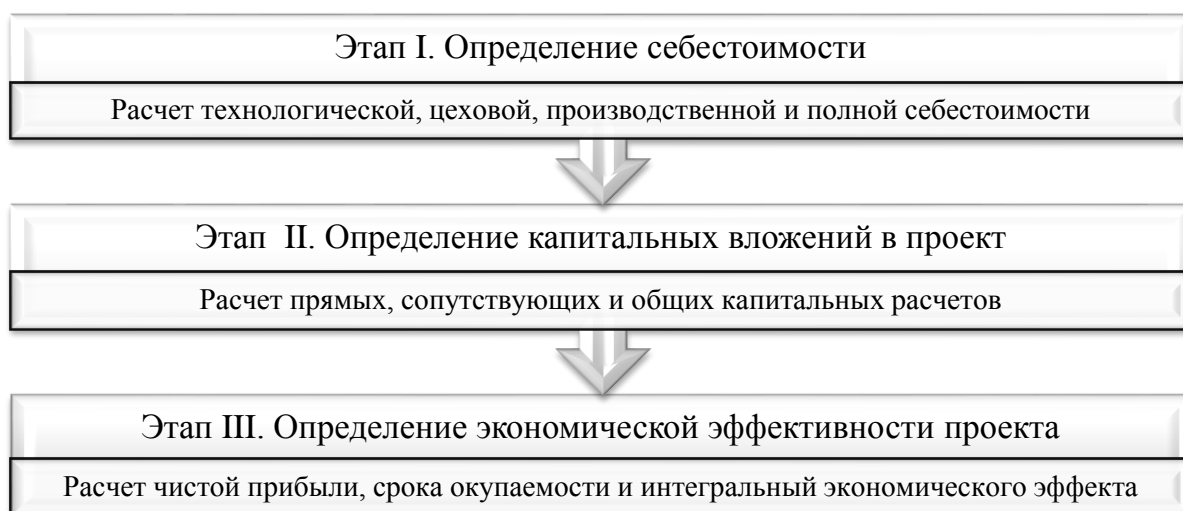 Этап I. Определение себестоимости
Расчет технологической, цеховой, производственной и полной себестоимости
Этап II. Определение капитальных вложений в проект
Расчет прямых, сопутствующих и общих капитальных расчетов
Этап III. Определение экономической эффективности проекта
Расчет чистой прибыли, срока окупаемости и интегральный экономического эффекта